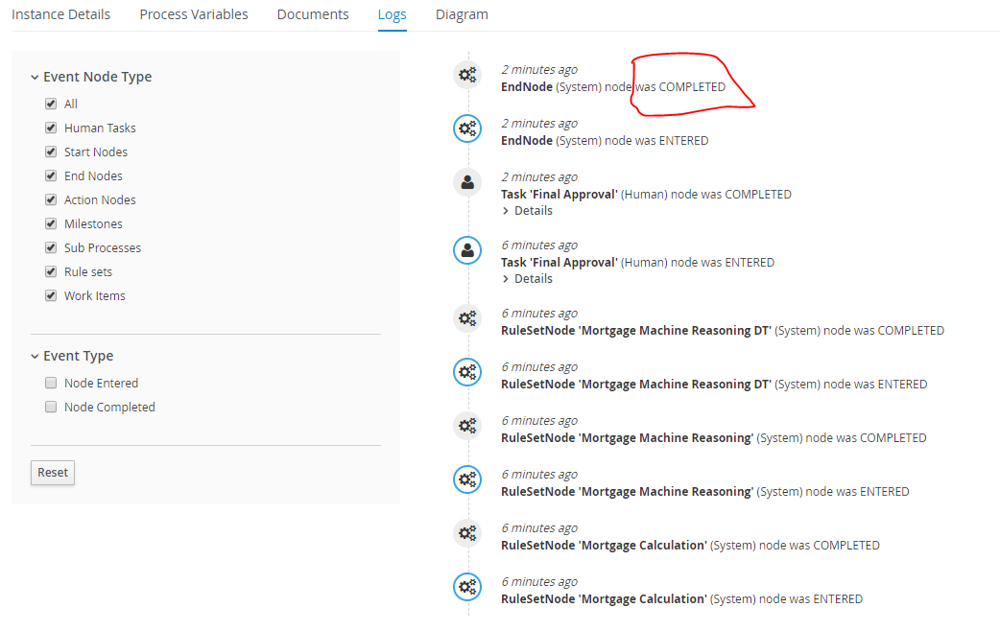 Instance Details Process Variables Documents Logs Diagram
Event Node Type
All
Human Tasks
Start Nodes
End Nodes
Action Nodes
Milestones
Sub Processes
Rule sets
Work Items
Event Type
Node Entered
Node Completed
Reset
2 minutes ago
EndNode (System) node was COMPLETED
2 minutes ago
EndNode (System) node was ENTERED
2 minutes ago
Task 'Final Approval' (Human) node was COMPLETED
Details
6 minutes ago
Task 'Final Approval' (Human) node was ENTERED
Details
6 minutes ago
RuleSetNode 'Mortgage Machine Reasoning DT' (System) node was COMPLETED
6 minutes ago
RuleSetNode 'Mortgage Machine Reasoning DT' (System) node was ENTERED
6 minutes ago
RuleSetNode 'Mortgage Machine Reasoning' (System) node was COMPLETED
6 minutes ago
RuleSetNode 'Mortgage Machine Reasoning' (System) node was ENTERED
6 minutes ago
RuleSetNode 'Mortgage Calculation' (System) node was COMPLETED
6 minutes ago
RuleSetNode 'Mortgage Calculation' (System) node was ENTERED